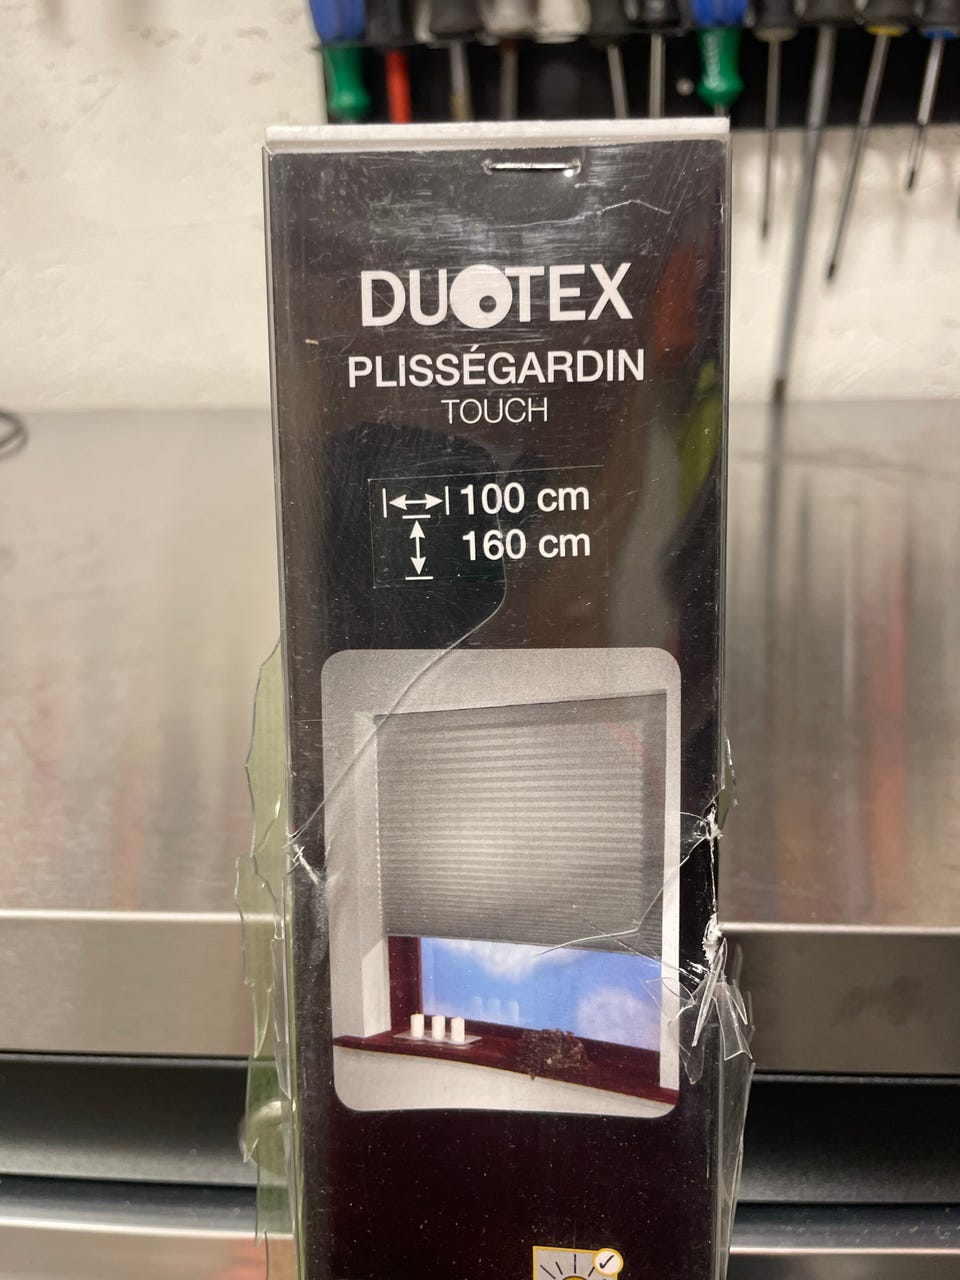 DUOTEX
PLISSÉGARDIN
TOUCH
100 cm
160 cm